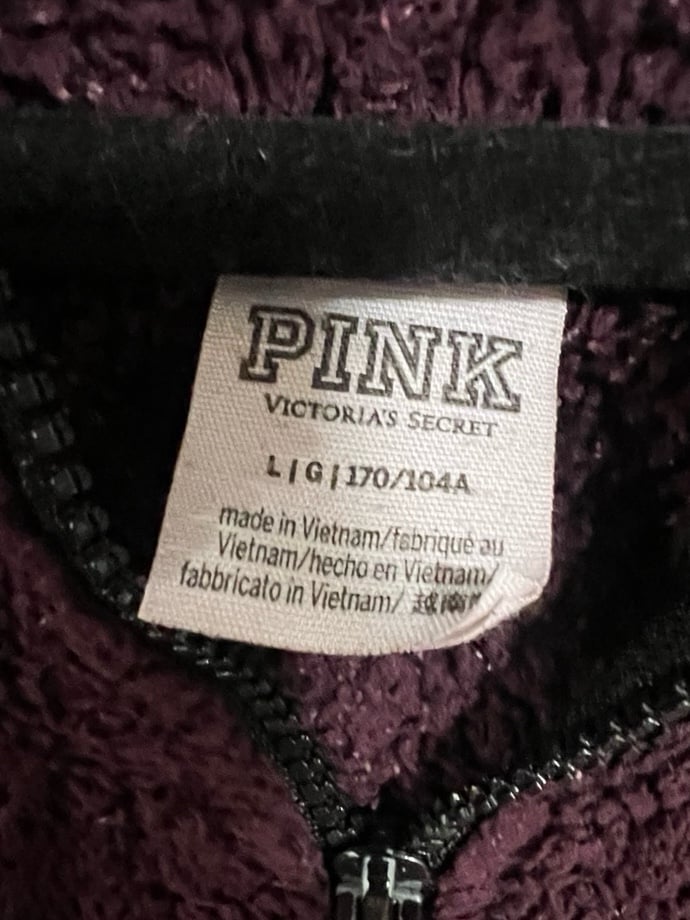 PINK
VICTORIA'S SECRET
L | G | 170/104A
made in Vietnam/fabriqué au
Vietnam/hecho en Vietnam/
fabbricato in Vietnam/ 越南